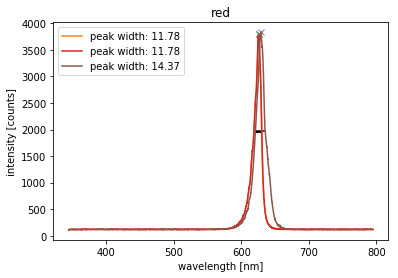 red
4000
3500
3000
2500
2000
1500
1000
500
0
intensity [counts]
peak width: 11.78
peak width: 11.78
peak width: 14.37
400 500 600 700 800
wavelength [nm]